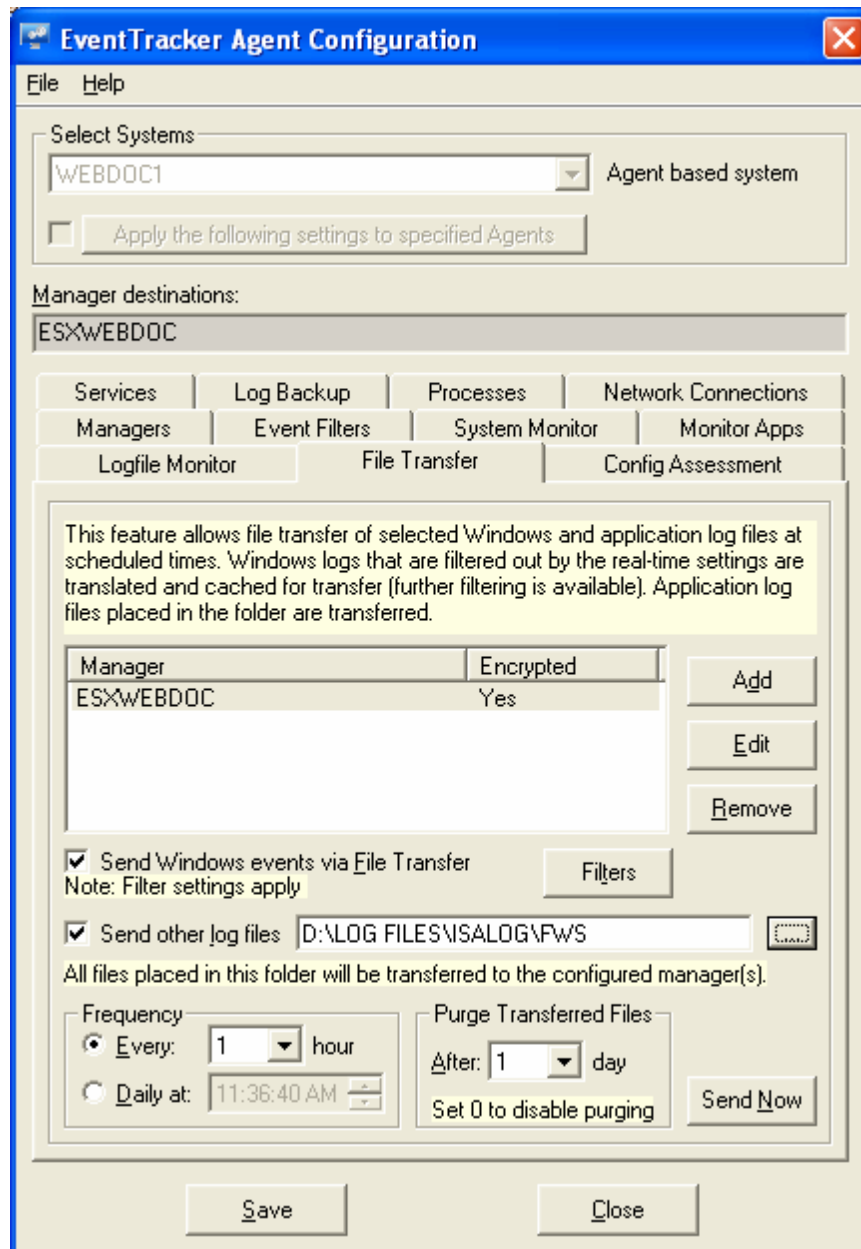 EventTracker Agent Configuration
File Help
Select Systems
WEBDOC1 Agent based system
Apply the following settings to specified Agents
Manager destinations:
ESXWEBDOC
Services Log Backup Processes Network Connections
Managers Event Filters System Monitor Monitor Apps
Logfile Monitor File Transfer Config Assessment
This feature allows file transfer of selected Windows and application log files at
scheduled times. Windows logs that are filtered out by the real-time settings are
translated and cached for transfer (further filtering is available). Application log
files placed in the folder are transferred.
Manager Encrypted
ESXWEBDOC Yes
Add
Edit
Remove
Send Windows events via File Transfer
Note: Filter settings apply
Filters
Send other log files D:\LOG FILES\ISALOG\FWS ....
All files placed in this folder will be transferred to the configured manager(s).
Frequency
Every: 1 hour
Daily at: 11:36:40 AM
Purge Transferred Files
After: 1 day
Set 0 to disable purging
Send Now
Save Close